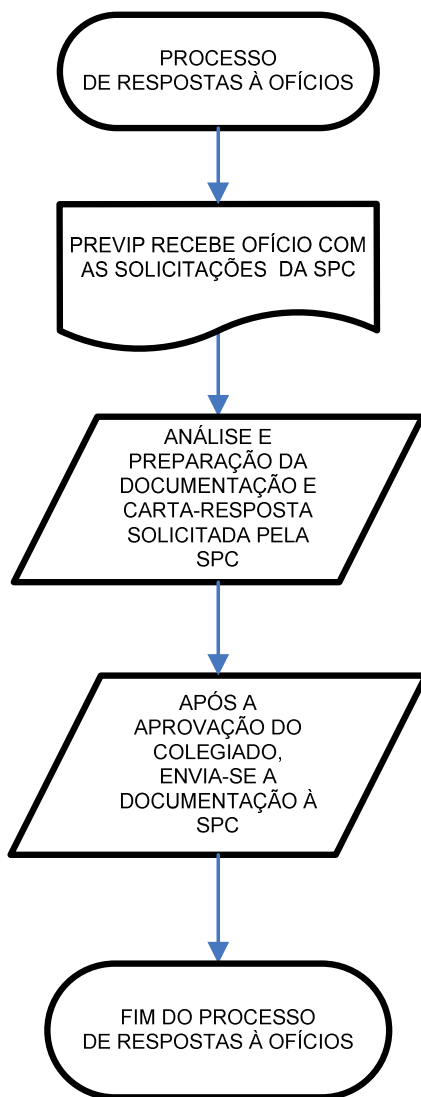 PROCESSO
DE RESPOSTAS À OFÍCIOS
PREVIP RECEBE OFÍCIO COM
AS SOLICITAÇÕES DA SPC
ANÁLISE E
PREPARAÇÃO DA
DOCUMENTAÇÃO E
CARTA-RESPOSTA
SOLICITADA PELA
SPC
APÓS A
APROVAÇÃO DO
COLEGIADO,
ENVIA-SE A
DOCUMENTAÇÃO À
SPC
FIM DO PROCESSO
DE RESPOSTAS À OFÍCIOS